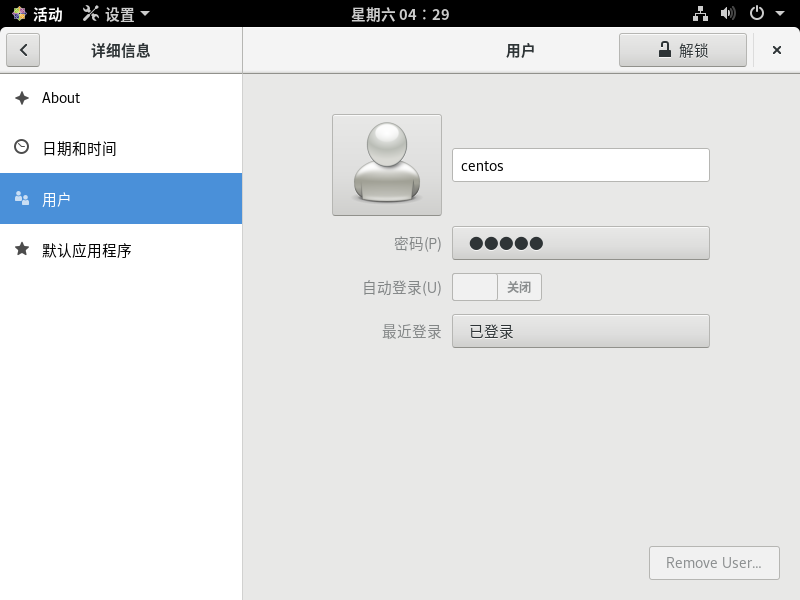 活动 设置 星期六 04：29
详细信息 用户 解锁
About
日期和时间
用户
默认应用程序
centos
密码(P) ●●●●●
自动登录(U) 关闭
最近登录 已登录
Remove User...